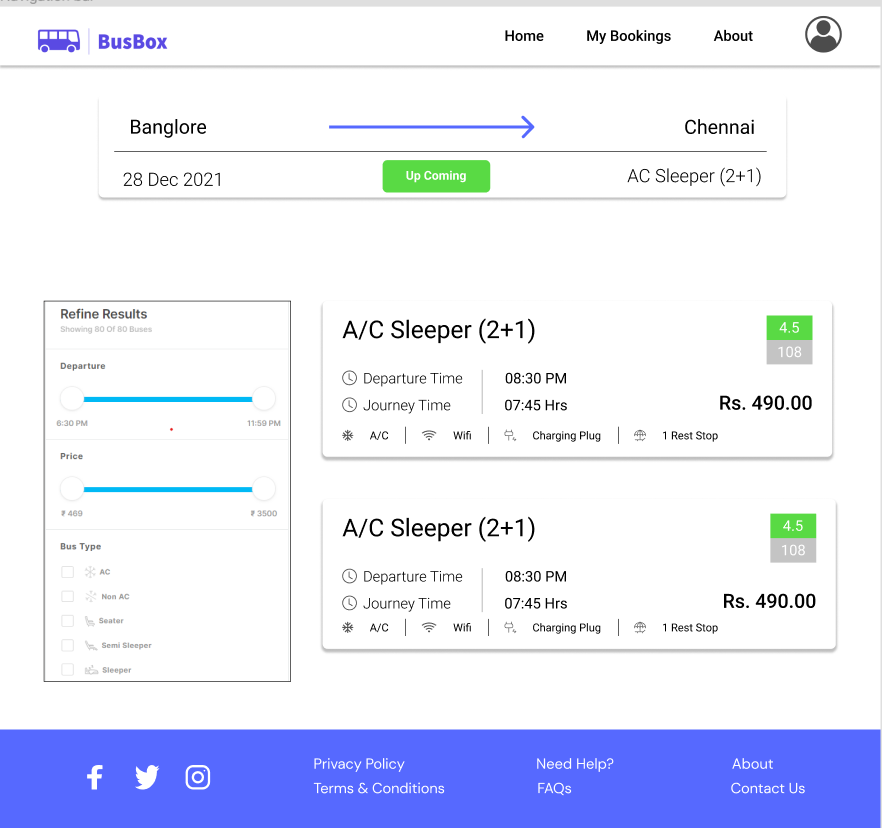 Navigation bar
BusBox
Home My Bookings About
Banglore Chennai
28 Dec 2021 Up Coming AC Sleeper (2+1)
Refine Results
Showing 80 Of 80 Buses
Departure
6:30 PM 11:59 PM
Price
₹ 469 ₹ 3500
Bus Type
AC
Non AC
Seater
Semi Sleeper
Sleeper
A/C Sleeper (2+1) 4.5
108
Departure Time 08:30 PM
Journey Time 07:45 Hrs Rs. 490.00
A/C Wifi Charging Plug 1 Rest Stop
A/C Sleeper (2+1) 4.5
108
Departure Time 08:30 PM
Journey Time 07:45 Hrs Rs. 490.00
A/C Wifi Charging Plug 1 Rest Stop
Privacy Policy Need Help? About
Terms & Conditions FAQs Contact Us